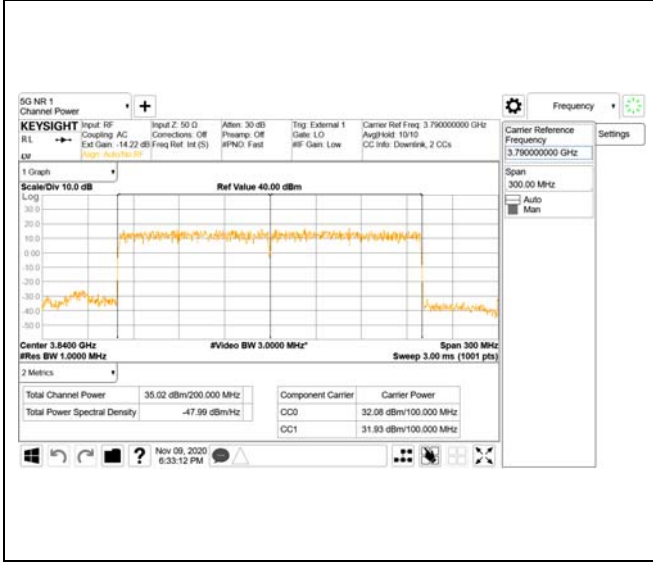 5G NR 1
Channel Power
Frequency
KEYSIGHT
RL
Input: RF
Coupling: AC
Ext Gain: -14.22 dB
Align: Auto/No RF
Input Z: 50 Ω
Corrections: Off
Freq Ref: Int (S)
Atten: 30 dB
Preamp: Off
#PNO: Fast
Trig: External 1
Gate: LO
#IF Gain: Low
Carrier Ref Freq: 3.790000000 GHz
Avg|Hold: 10/10
CC Info: Downlink, 2 CCs
Carrier Reference
Frequency
3.790000000 GHz
Settings
Span
300.00 MHz
Auto
Man
1 Graph
Scale/Div 10.0 dB
Ref Value 40.00 dBm
Log
30.0
20.0
10.0
0.00
-10.0
-20.0
-30.0
-40.0
-50.0
Center 3.8400 GHz
#Video BW 3.0000 MHz*
Span 300 MHz
#Res BW 1.0000 MHz
Sweep 3.00 ms (1001 pts)
2 Metrics
Total Channel Power 35.02 dBm/200.000 MHz
Total Power Spectral Density -47.99 dBm/Hz
Component Carrier Carrier Power
CC0 32.08 dBm/100.000 MHz
CC1 31.93 dBm/100.000 MHz
?
Nov 09, 2020
6:33:12 PM